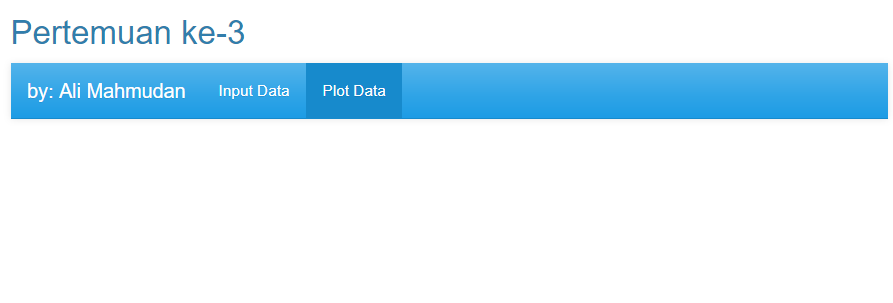 Pertemuan ke-3
by: Ali Mahmudan Input Data Plot Data